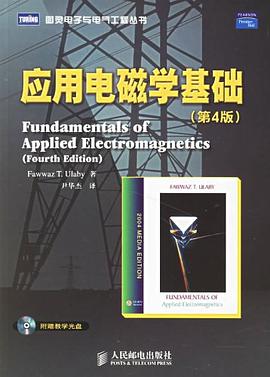 TURING
图灵电子与电气工程丛书
PEARSON
Prentice Hall
应用电磁学基础
(第4版)
Fundamentals of
Applied Electromagnetics
(Fourth Edition)
Fawwaz T. Ulaby 著
尹华杰 译
FAWWAZ T. ULABY
2004 MEDIA EDITION
FUNDAMENTALS OF
Applied Electromagnetics
附赠教学光盘
人民邮电出版社
POSTS & TELECOM PRESS